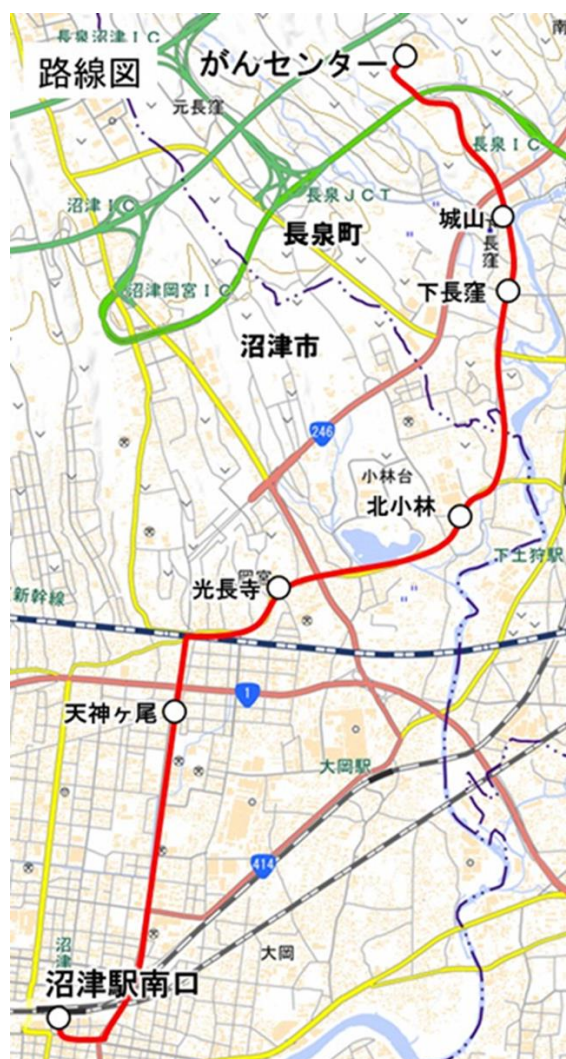 長泉沼津IC
路線図
がんセンター
元長窪
長泉IC
沼津IC
長泉JCT
城山
長泉町
長窪
沼津岡宮IC
下長窪
沼津市
246
小林台
北小林
下土狩駅
光長寺
岡宮
新幹線
1
天神ヶ尾
大岡駅
414
大岡
沼津
沼津駅南口